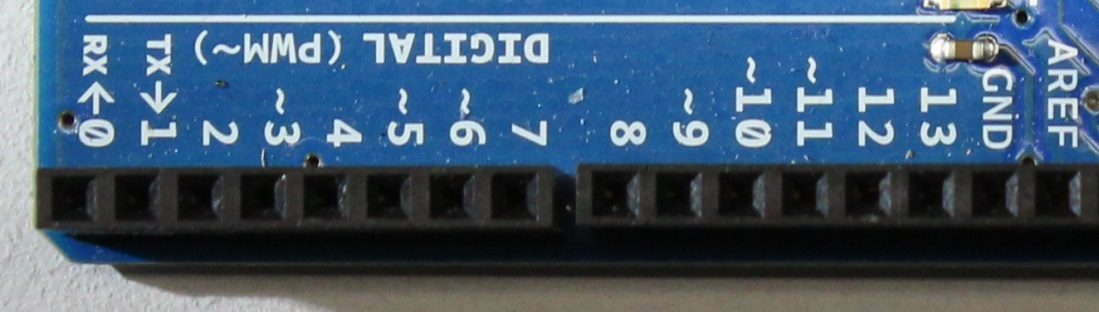 DIGITAL (PWM~)
RX←0
TX→1
2
~3
4
~5
~6
7
8
~9
~10
~11
12
13
GND
AREF